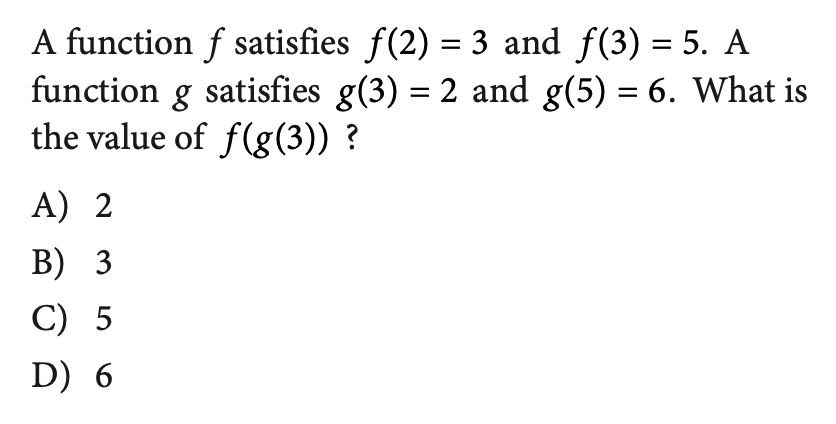 A function f satisfies f(2) = 3 and f(3) = 5. A
function g satisfies g(3) = 2 and g(5) = 6. What is
the value of f(g(3)) ?
A) 2
B) 3
C) 5
D) 6